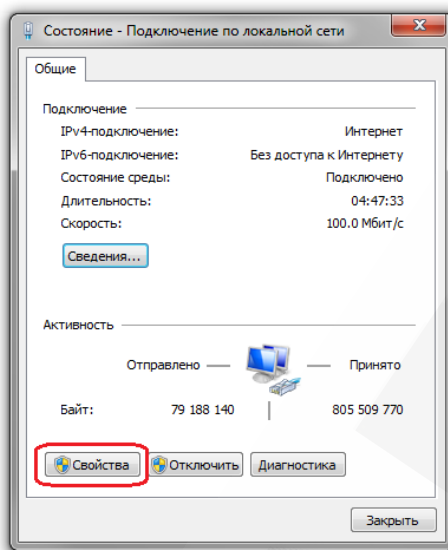 Состояние - Подключение по локальной сети
Общие
Подключение
IPv4-подключение: Интернет
IPv6-подключение: Без доступа к Интернету
Состояние среды: Подключено
Длительность: 04:47:33
Скорость: 100.0 Мбит/с
Сведения...
Активность
Отправлено — — Принято
Байт: 79 188 140 | 805 509 770
Свойства Отключить Диагностика
Закрыть